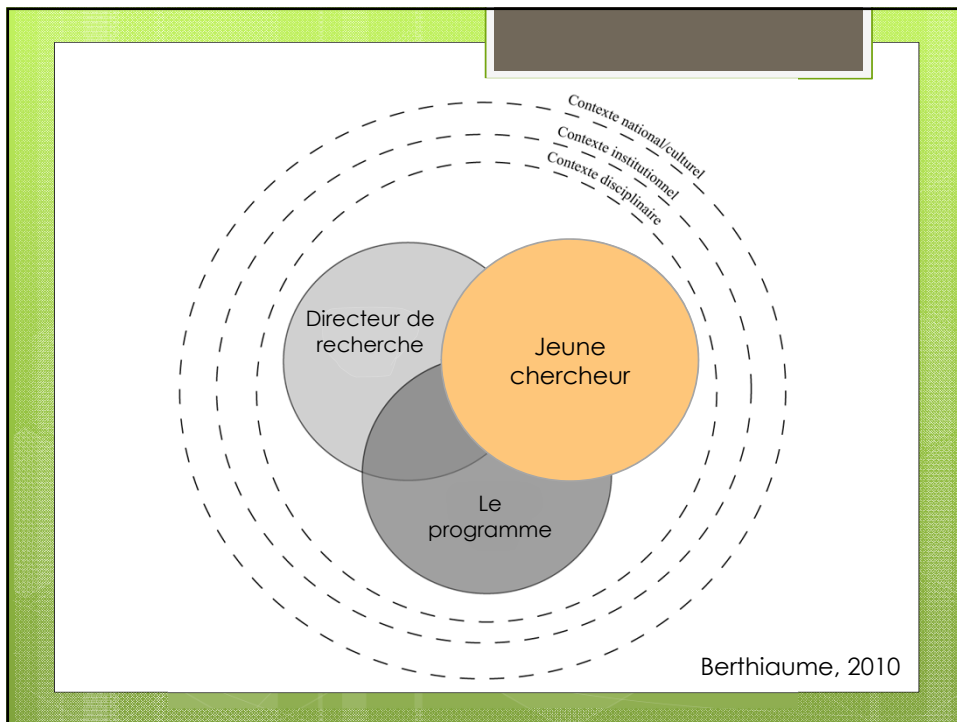 Contexte national/culturel
Contexte institutionnel
Contexte disciplinaire
Directeur de
recherche
Jeune
chercheur
Le
programme
Berthiaume, 2010